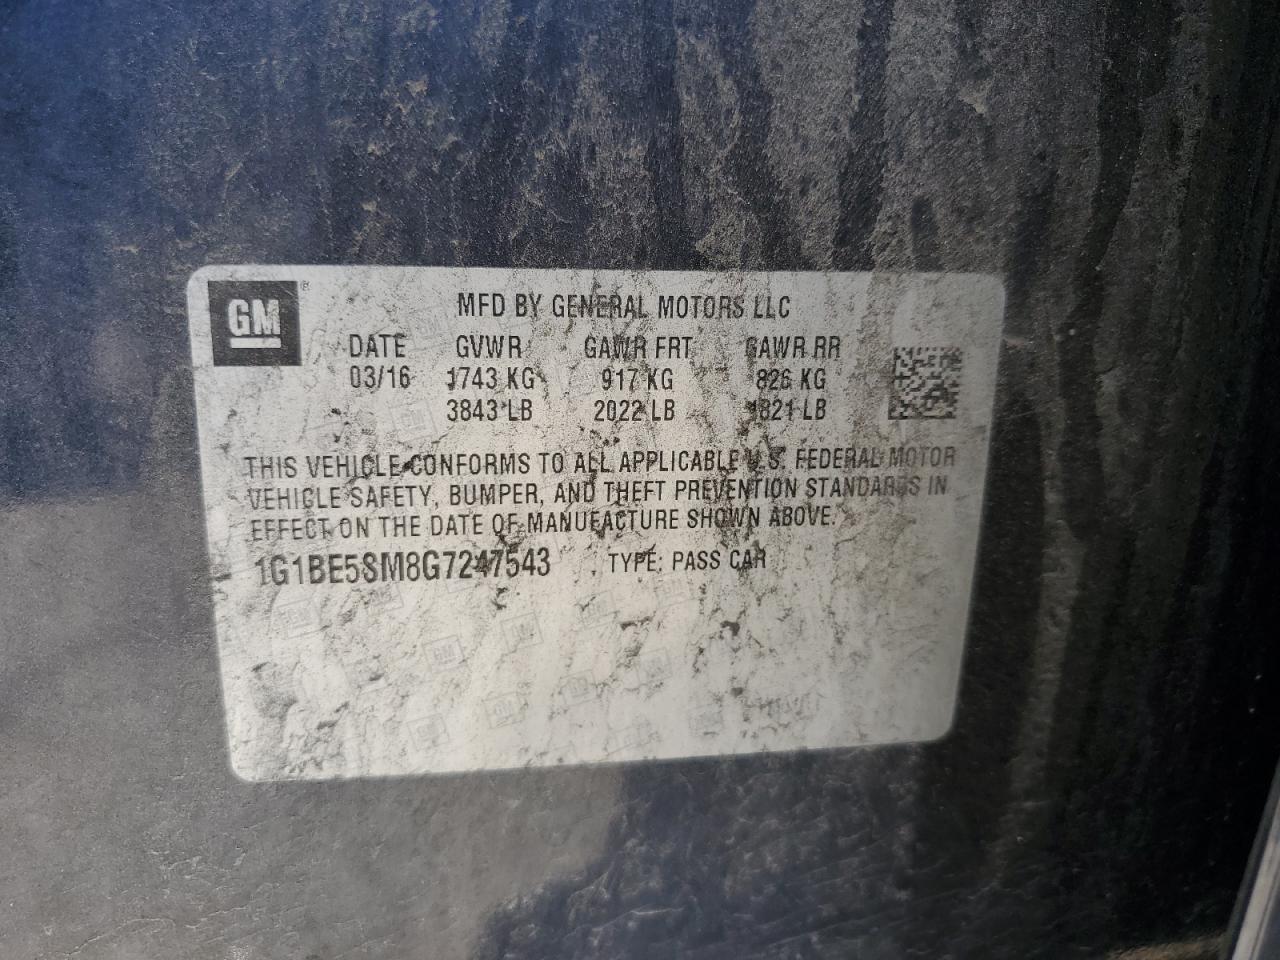 GM®
MFD BY GENERAL MOTORS LLC
DATE GVWR GAWR FRT GAWR RR
03/16 1743 KG 917 KG 826 KG
3843 LB 2022 LB 1821 LB
THIS VEHICLE CONFORMS TO ALL APPLICABLE U.S. FEDERAL MOTOR
VEHICLE SAFETY, BUMPER, AND THEFT PREVENTION STANDARDS IN
EFFECT ON THE DATE OF MANUFACTURE SHOWN ABOVE.
1G1BE5SM8G7247543 TYPE: PASS CAR